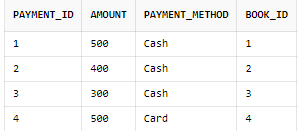 PAYMENT_ID AMOUNT PAYMENT_METHOD BOOK_ID
1 500 Cash 1
2 400 Cash 2
3 300 Cash 3
4 500 Card 4